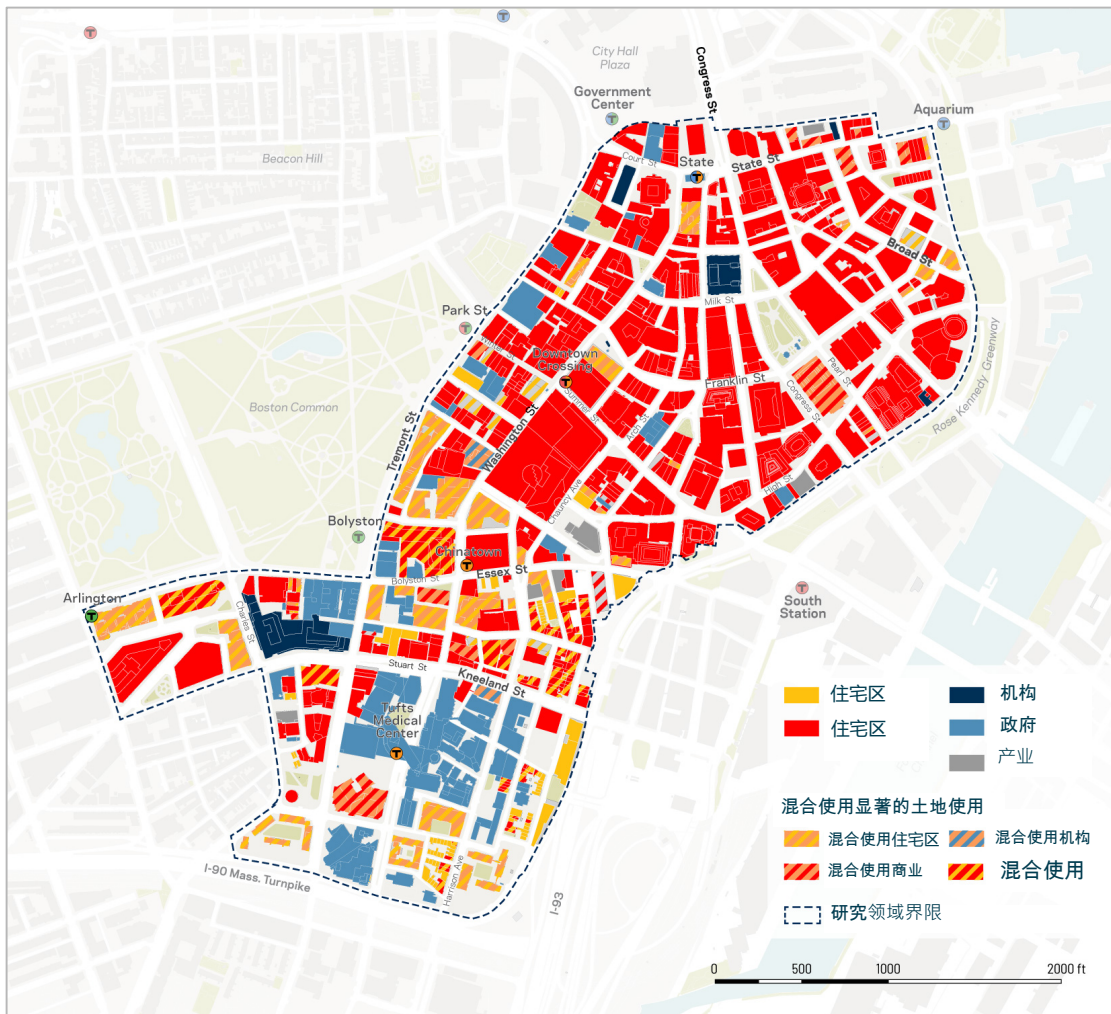 City Hall
Plaza
Congress St
Government
Center
Aquarium
Beacon Hill
Court St
State
State St
Broad St
Milk St
Park St
Winter St
Downtown
Crossing
Franklin St
Pearl St
Congress St
Rose Kennedy Greenway
Boston Common
Summer St
Arch St
Tremont St
Washington St
High St
Chauncy Ave
Bolyston
Chinatown
Essex St
Bolyston St
Arlington
Charles St
South
Station
Stuart St
Kneeland St
Tufts
Medical
Center
Harrison Ave
I-90 Mass. Turnpike
I-93
住宅区
机构
住宅区
政府
产业
混合使用显著的土地使用
混合使用住宅区
混合使用机构
混合使用商业
混合使用
研究领域界限
0 500 1000 2000 ft